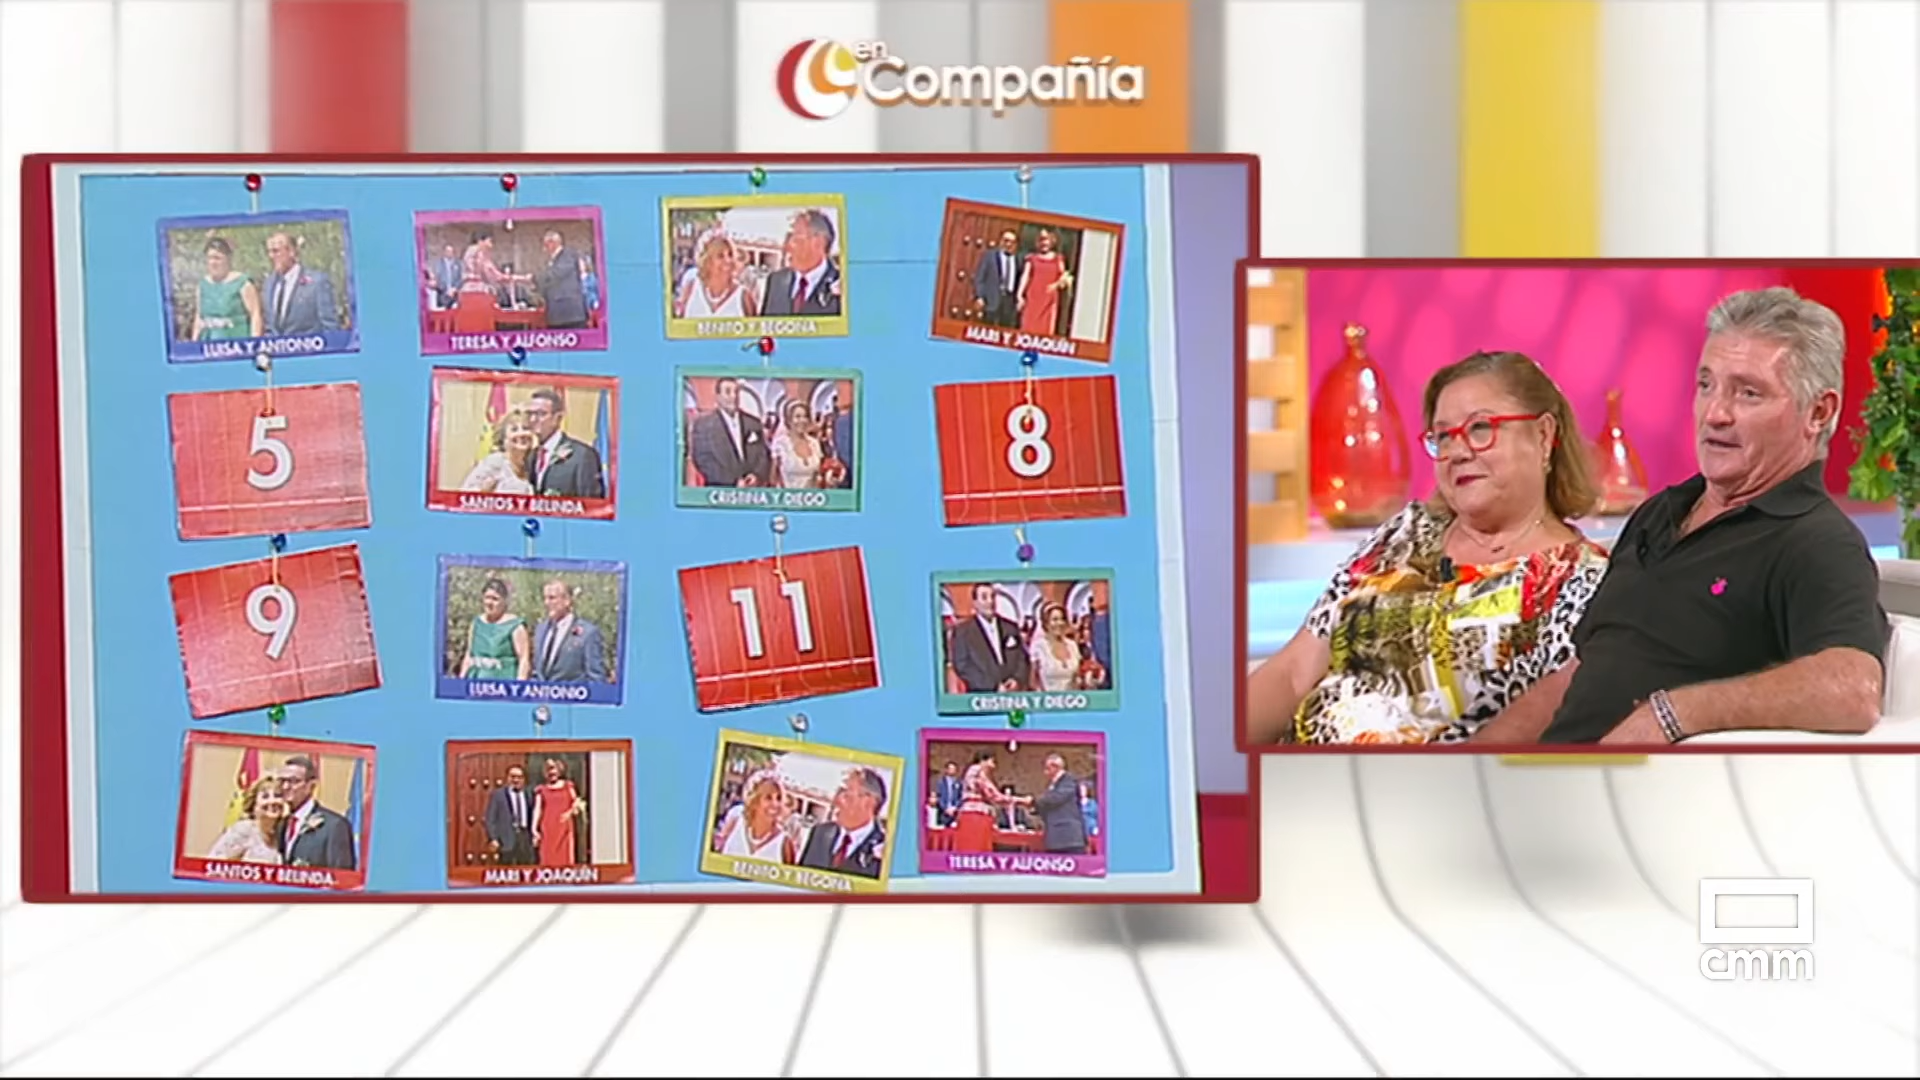 en
Compañía
LUISA Y ANTONIO
TERESA Y ALFONSO
BENITO Y BEGOÑA
MARI Y JOAQUÍN
5
SANTOS Y BELINDA
CRISTINA Y DIEGO
8
9
LUISA Y ANTONIO
11
CRISTINA Y DIEGO
SANTOS Y BELINDA
MARI Y JOAQUÍN
BENITO Y BEGOÑA
TERESA Y ALFONSO
cmm